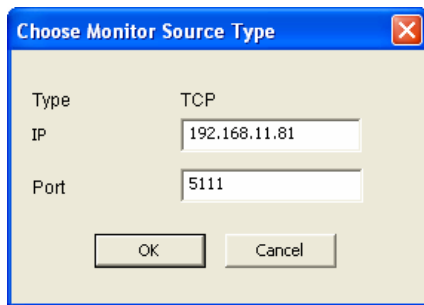 Choose Monitor Source Type
Type TCP
IP 192.168.11.81
Port 5111
OK Cancel